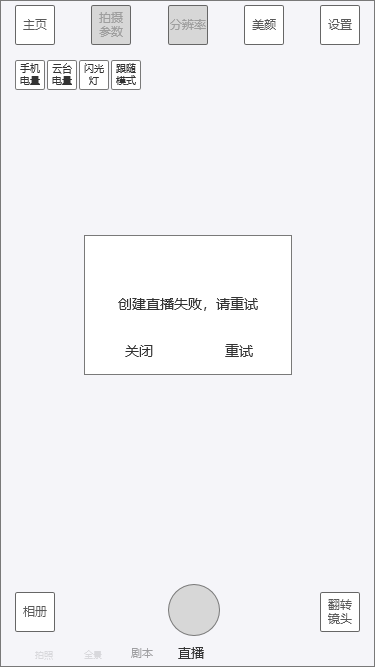 主页
拍摄
参数
分辨率
美颜
设置
手机
电量
云台
电量
闪光
灯
跟随
模式
创建直播失败，请重试
关闭
重试
相册
翻转
镜头
拍照
全景
剧本
直播